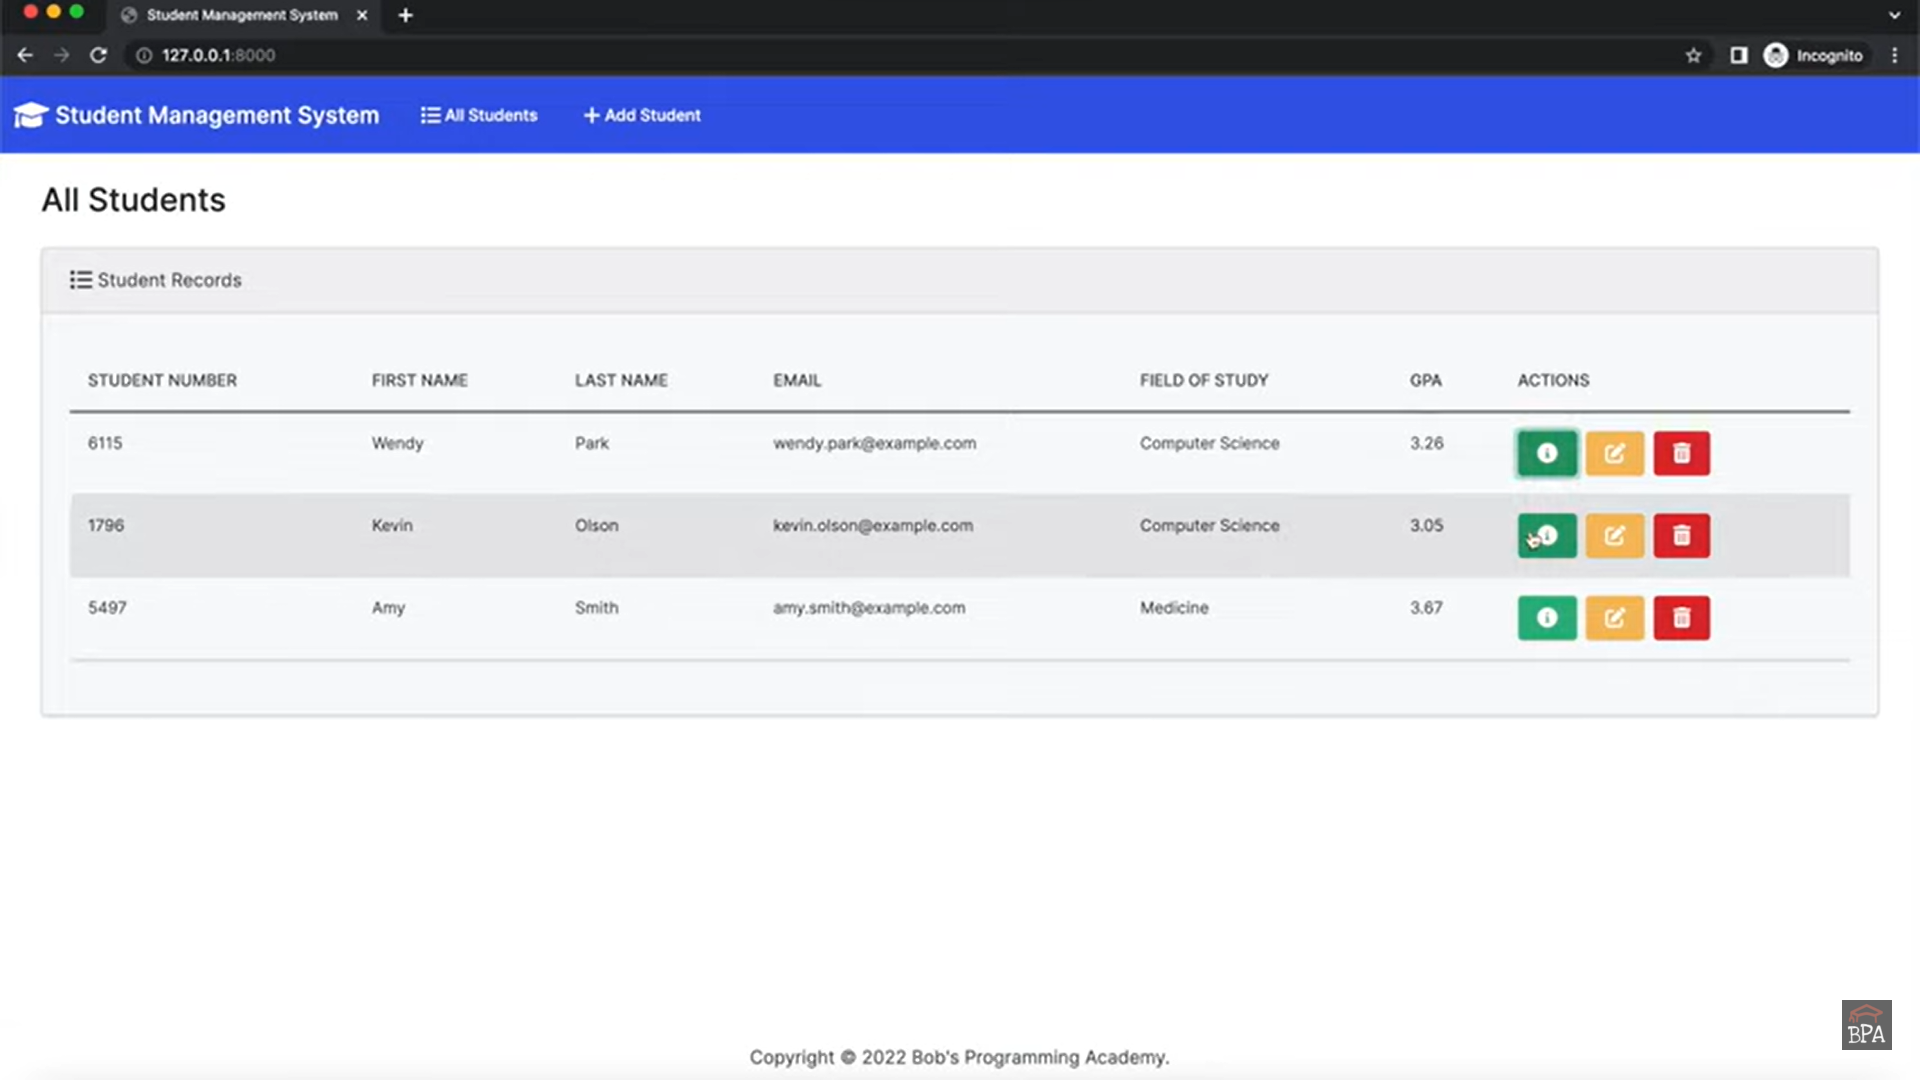 Student Management System
127.0.0.1:8000
Incognito
Student Management System All Students Add Student
All Students
Student Records
STUDENT NUMBER FIRST NAME LAST NAME EMAIL FIELD OF STUDY GPA ACTIONS
6115 Wendy Park wendy.park@example.com Computer Science 3.26
1796 Kevin Olson kevin.olson@example.com Computer Science 3.05
5497 Amy Smith amy.smith@example.com Medicine 3.67
BPA
Copyright © 2022 Bob's Programming Academy.